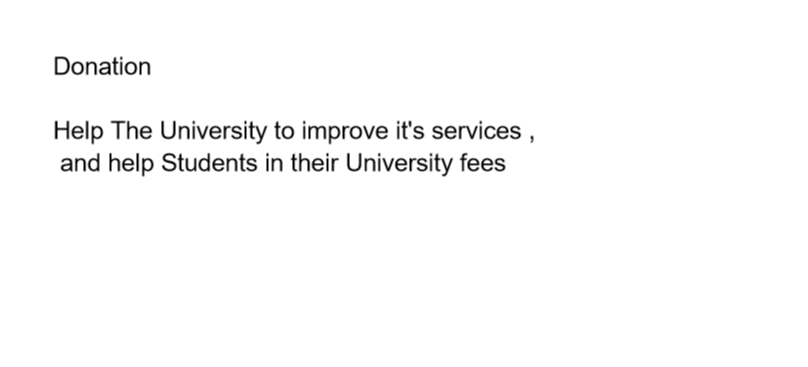 Donation
Help The University to improve it's services ,
and help Students in their University fees